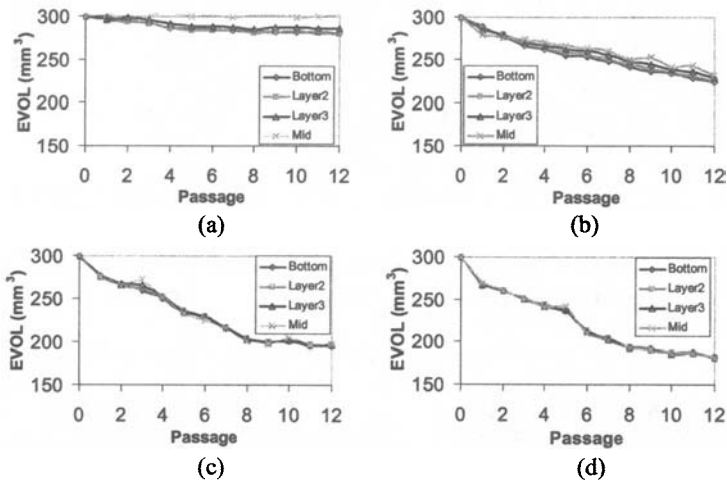 300
250
200
150
EVOL (mm³)
Bottom
Layer2
Layer3
Mid
0 2 4 6 8 10 12
Passage
(a)
300
250
200
150
EVOL (mm³)
Bottom
Layer2
Layer3
Mid
0 2 4 6 8 10 12
Passage
(b)
300
250
200
150
EVOL (mm³)
Bottom
Layer2
Layer3
Mid
0 2 4 6 8 10 12
Passage
(c)
300
250
200
150
EVOL (mm³)
Bottom
Layer2
Layer3
Mid
0 2 4 6 8 10 12
Passage
(d)